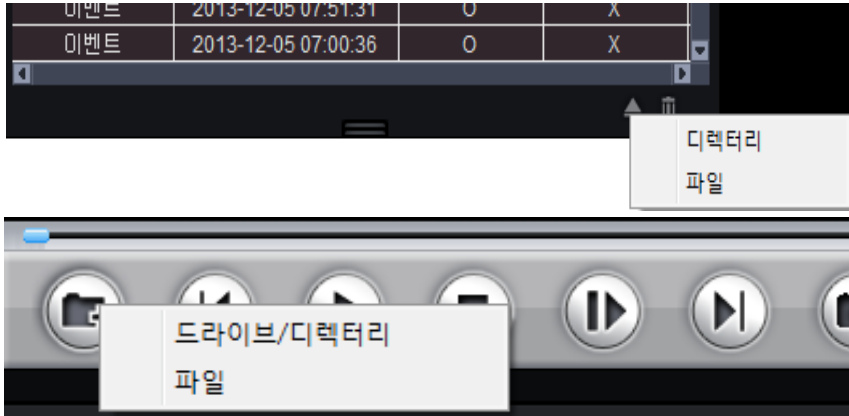 이벤트 2013-12-05 07:51:31 O X
이벤트 2013-12-05 07:00:36 O X
디렉터리
파일
드라이브/디렉터리
파일